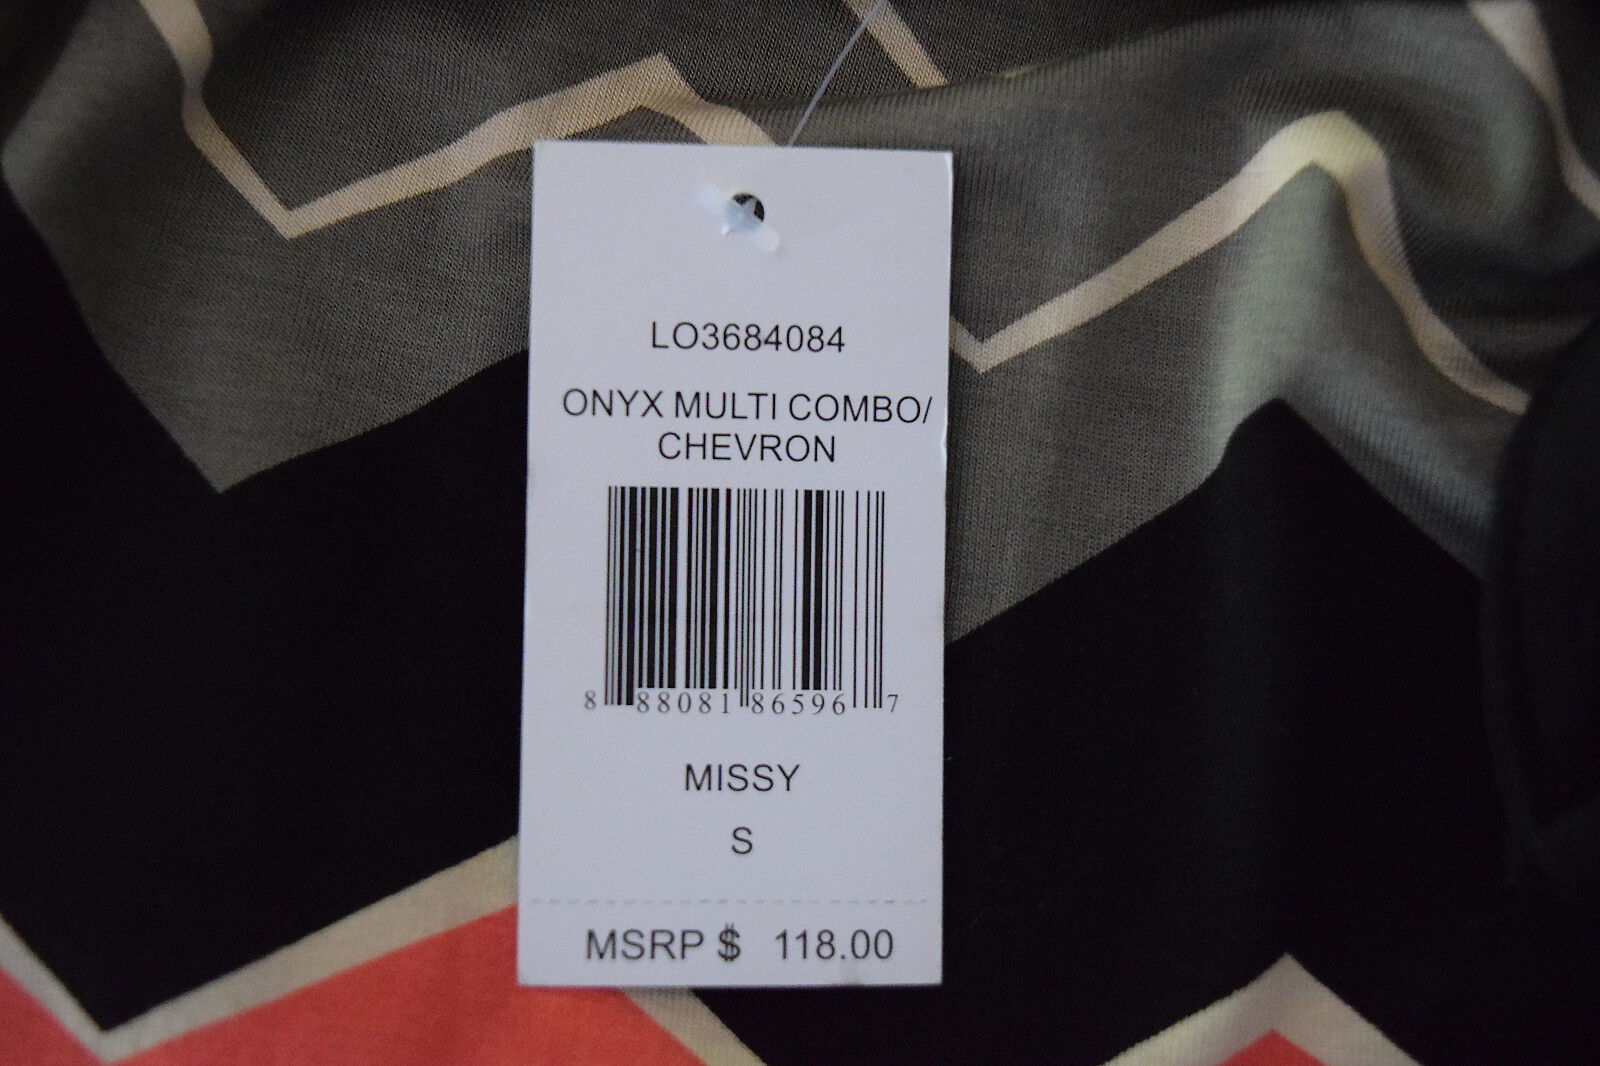 LO3684084
ONYX MULTI COMBO/
CHEVRON
8 88081 86596 7
MISSY
S
MSRP $ 118.00